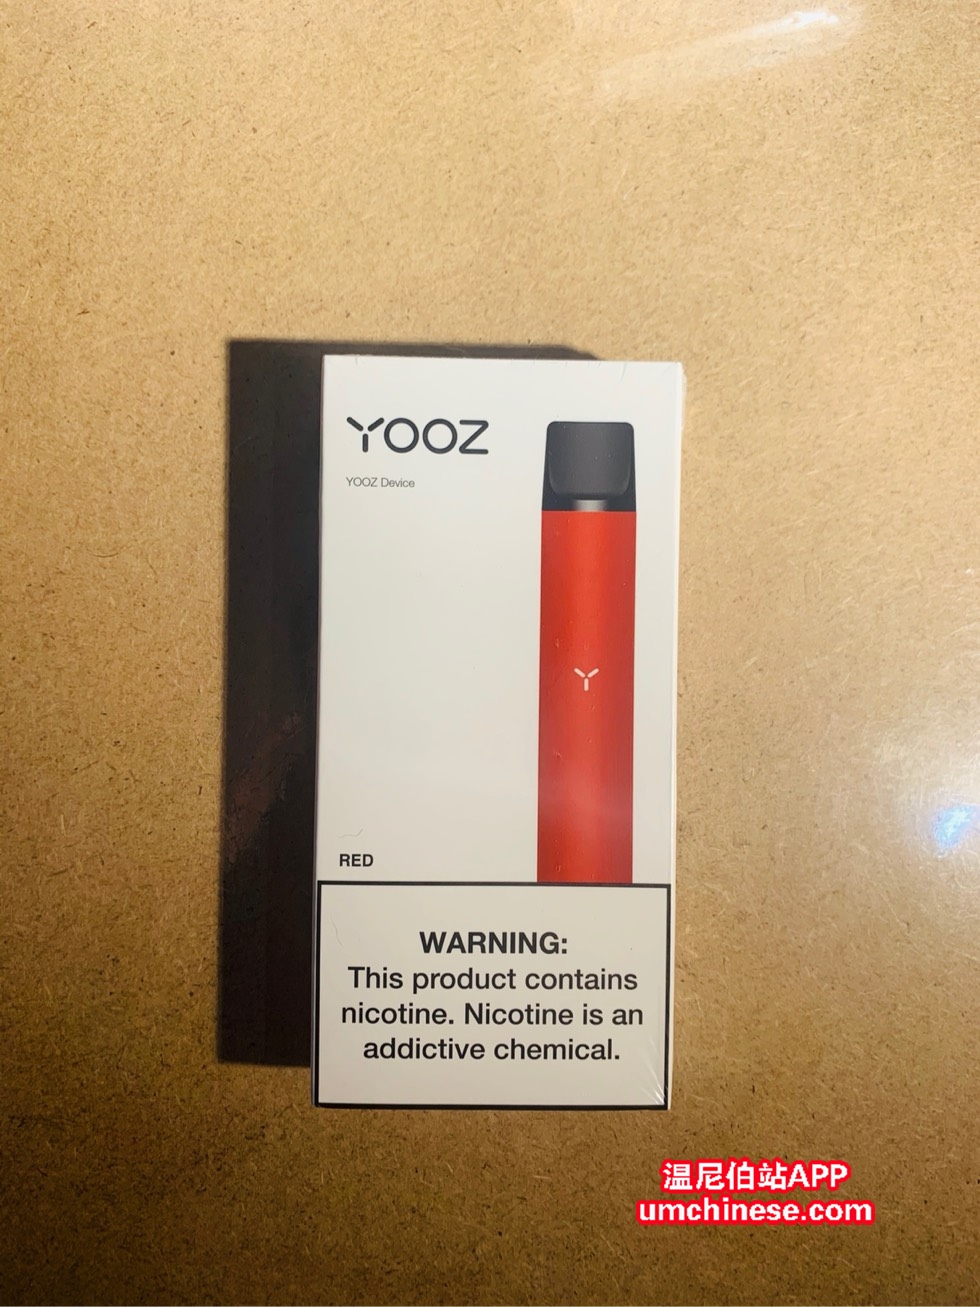 YOOZ
YOOZ Device
RED
WARNING:
This product contains
nicotine. Nicotine is an
addictive chemical.
温尼伯站APP
umchinese.com